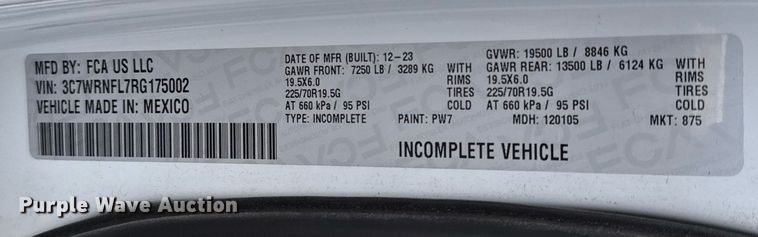 MFD BY: FCA US LLC
VIN: 3C7WRNFL7RG175002
VEHICLE MADE IN: MEXICO
DATE OF MFR (BUILT): 12-23 GVWR: 19500 LB / 8846 KG
GAWR FRONT: 7250 LB / 3289 KG WITH GAWR REAR: 13500 LB / 6124 KG WITH
19.5X6.0 RIMS 19.5X6.0 RIMS
225/70R19.5G TIRES 225/70R19.5G TIRES
AT 660 kPa / 95 PSI COLD AT 660 kPa / 95 PSI COLD
TYPE: INCOMPLETE PAINT: PW7 MDH: 120105 MKT: 875
INCOMPLETE VEHICLE
Purple Wave Auction